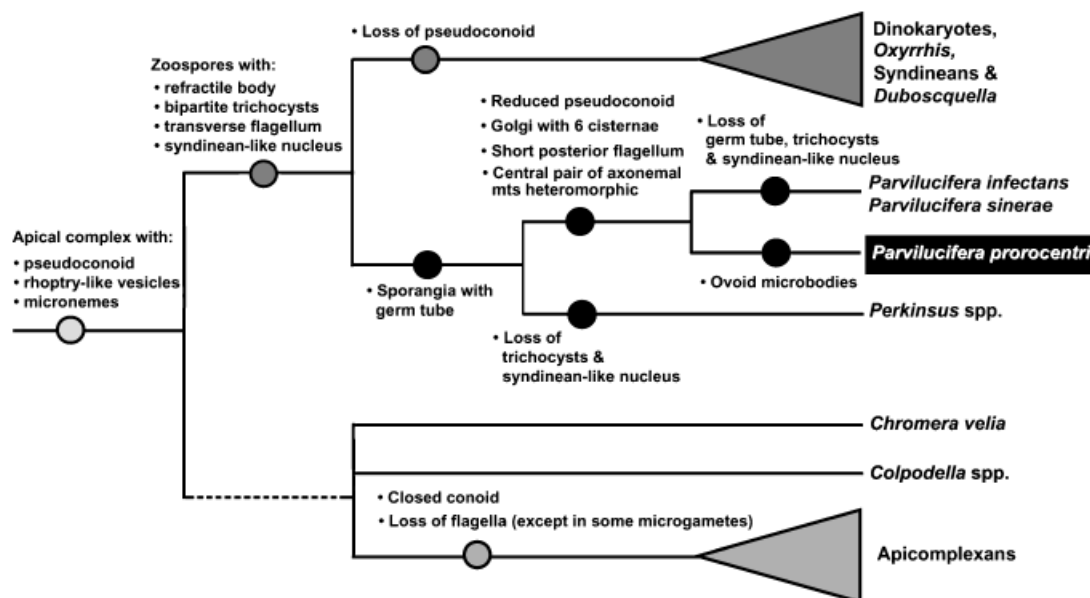 • Loss of pseudoconoid
Dinokaryotes,
Oxyrrhis,
Syndineans &
Duboscquella
Zoospores with:
• refractile body
• bipartite trichocysts
• transverse flagellum
• syndinean-like nucleus
• Reduced pseudoconoid
• Golgi with 6 cisternae
• Short posterior flagellum
• Central pair of axonemal
mts heteromorphic
• Loss of
germ tube, trichocysts
& syndinean-like nucleus
Parvilucifera infectans
Parvilucifera sinerae
Apical complex with:
• pseudoconoid
• rhoptry-like vesicles
• micronemes
Parvilucifera prorocentri
• Sporangia with
germ tube
• Ovoid microbodies
Perkinsus spp.
• Loss of
trichocysts &
syndinean-like nucleus
Chromera velia
Colpodella spp.
• Closed conoid
• Loss of flagella (except in some microgametes)
Apicomplexans